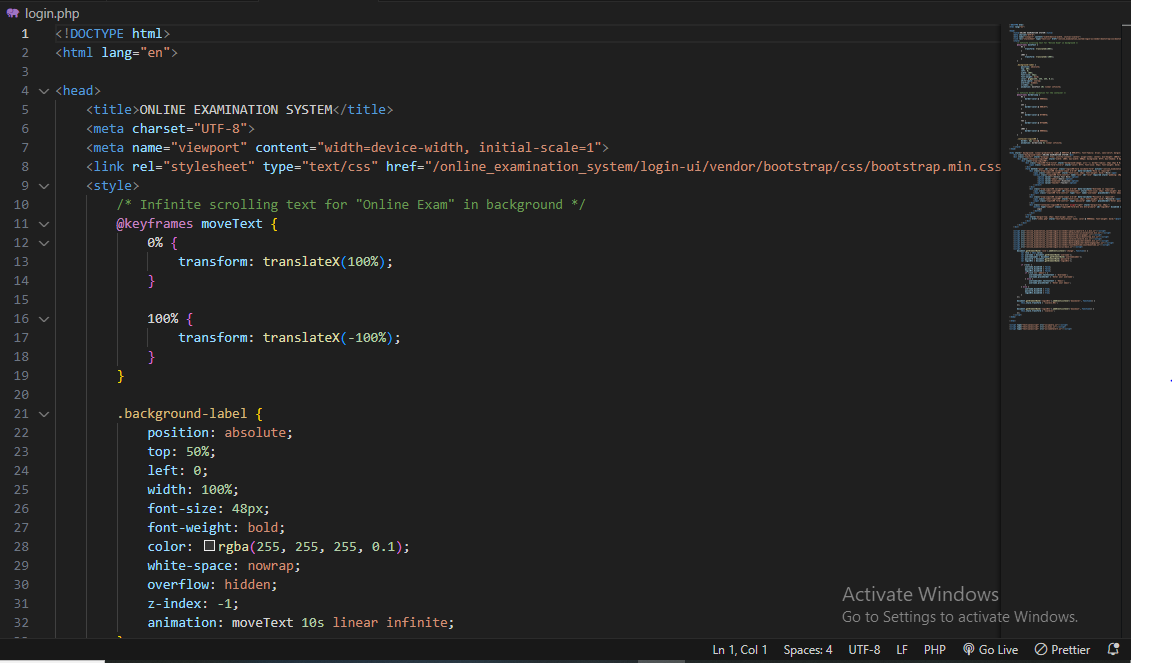 login.php
1 <!DOCTYPE html>
2 <html lang="en">
3
4 <head>
5 <title>ONLINE EXAMINATION SYSTEM</title>
6 <meta charset="UTF-8">
7 <meta name="viewport" content="width=device-width, initial-scale=1">
8 <link rel="stylesheet" type="text/css" href="/online_examination_system/login-ui/vendor/bootstrap/css/bootstrap.min.css
9 <style>
10 /* Infinite scrolling text for "Online Exam" in background */
11 @keyframes moveText {
12 0% {
13 transform: translateX(100%);
14 }
15
16 100% {
17 transform: translateX(-100%);
18 }
19 }
20
21 .background-label {
22 position: absolute;
23 top: 50%;
24 left: 0;
25 width: 100%;
26 font-size: 48px;
27 font-weight: bold;
28 color: rgba(255, 255, 255, 0.1);
29 white-space: nowrap;
30 overflow: hidden;
31 z-index: -1;
32 animation: moveText 10s linear infinite;
Activate Windows
Go to Settings to activate Windows.
Ln 1, Col 1 Spaces: 4 UTF-8 LF PHP Go Live Prettier